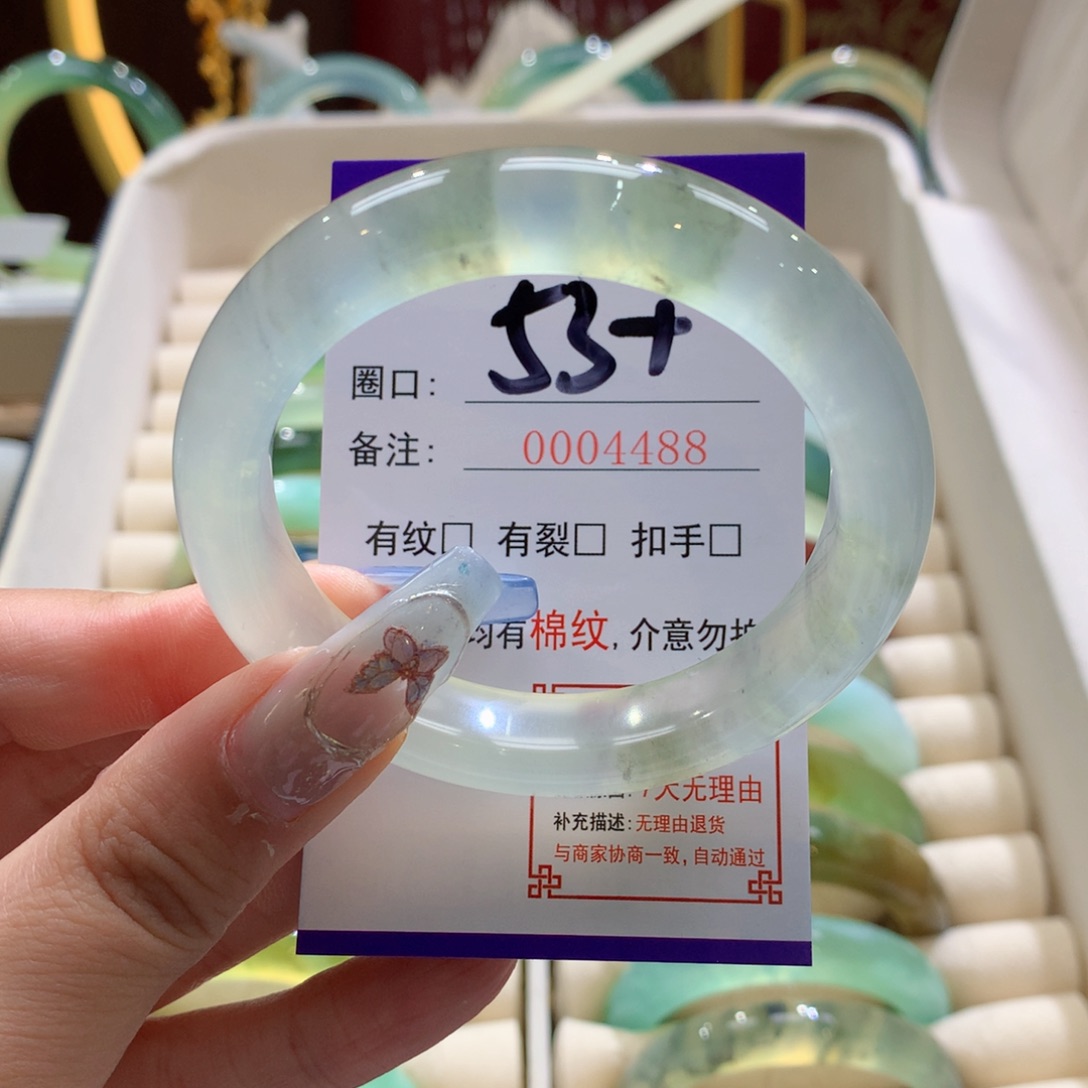 圈口: 53+
备注: 0004488
有纹□ 有裂□ 扣手□
均有棉纹, 介意勿拍
7天无理由
补充描述:无理由退货
与商家协商一致,自动通过